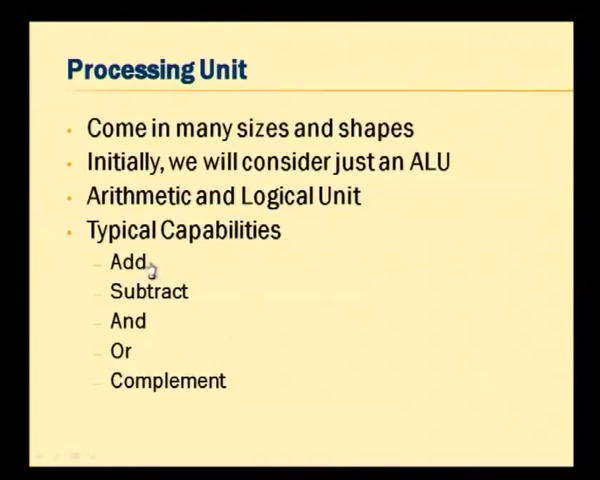 Processing Unit
• Come in many sizes and shapes
• Initially, we will consider just an ALU
• Arithmetic and Logical Unit
• Typical Capabilities
– Add
– Subtract
– And
– Or
– Complement